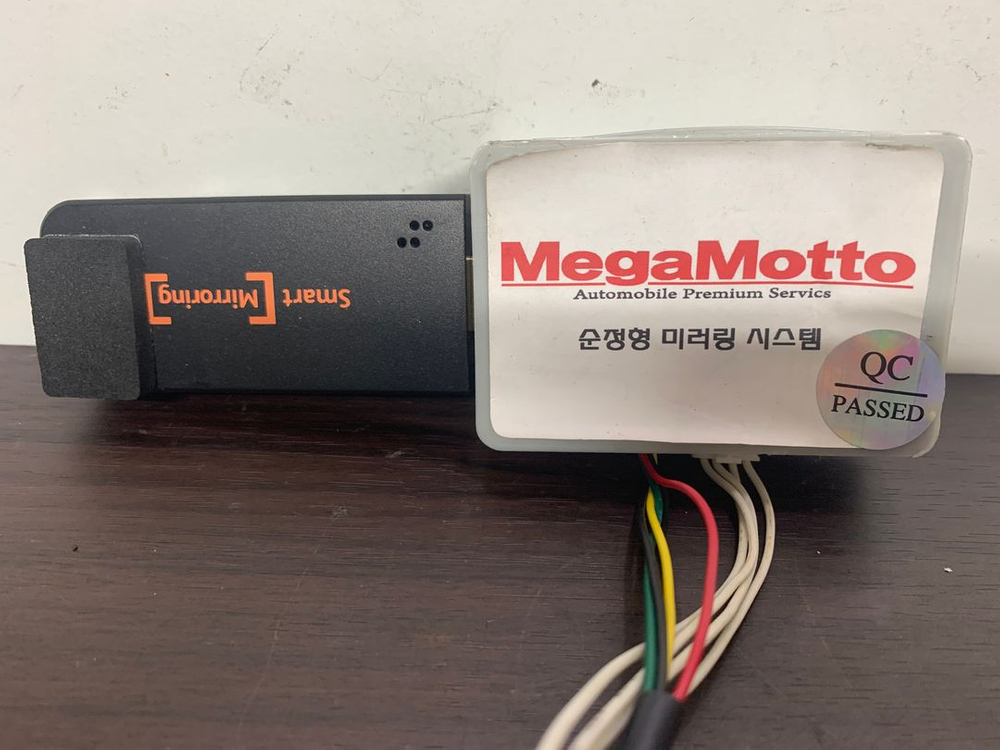 Smart [Mirroring]
MegaMotto
Automobile Premium Servics
순정형 미러링 시스템
QC
PASSED